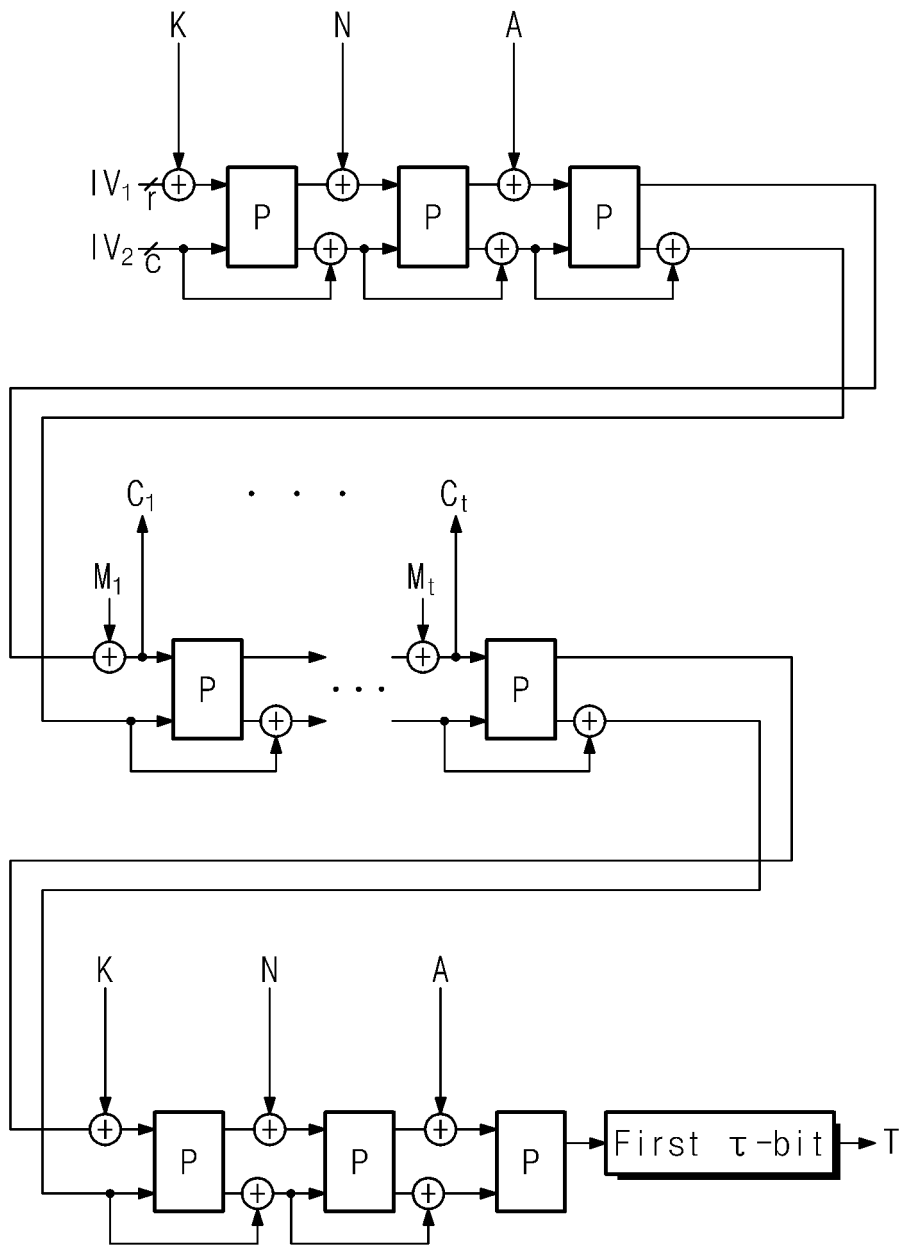 K N A
IV₁ r
P P P
IV₂ c
C₁ · · · Cₜ
M₁ Mₜ
P · · · P
K N A
P P P First τ-bit T